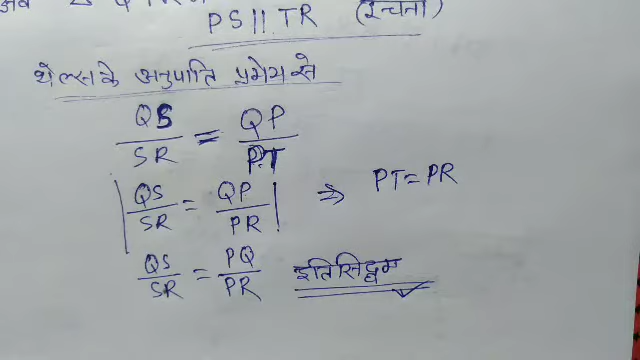 अब
PS || TR (रचना)
थेल्स के अनुपाति प्रमेय से
QS/SR = QP/PT
QS/SR = QP/PR ⇒ PT = PR
QS/SR = PQ/PR इतिसिद्धम